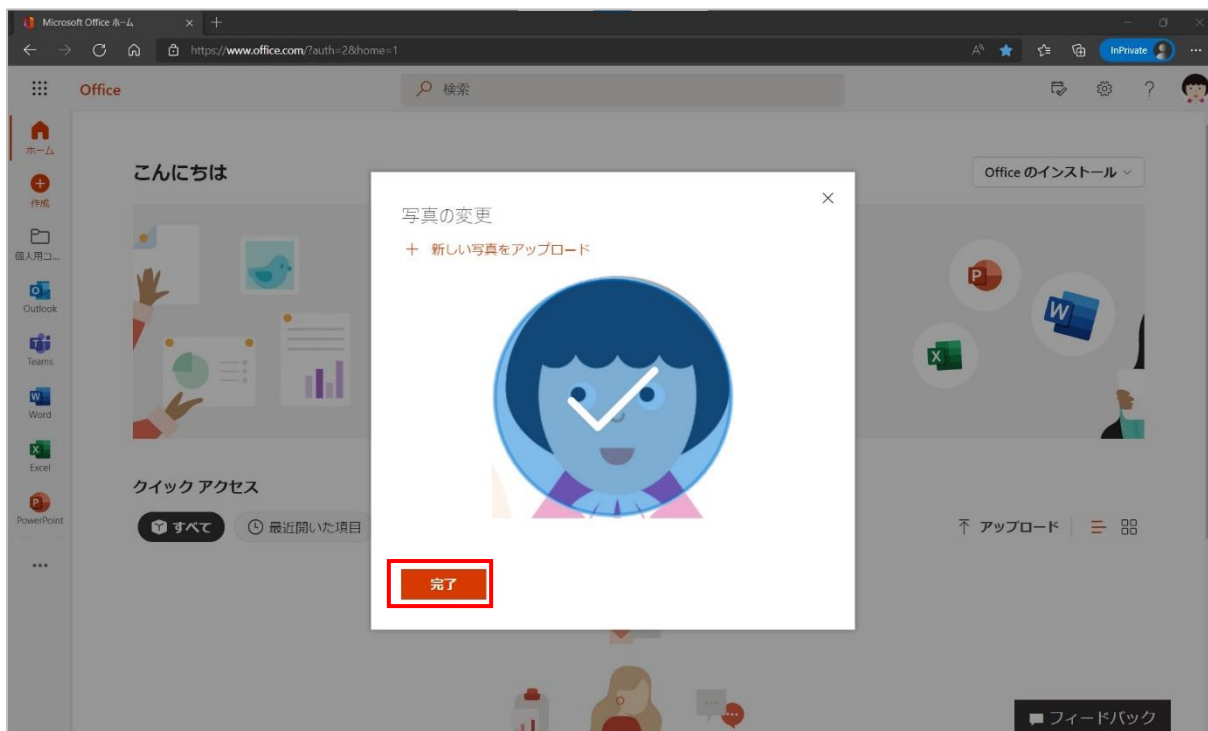 Microsoft Office ホーム
https://www.office.com/?auth=2&home=1
InPrivate
Office
検索
ホーム
作成
個人用コ...
Outlook
Teams
Word
Excel
PowerPoint
こんにちは
Office のインストール
写真の変更
+ 新しい写真をアップロード
クイック アクセス
すべて
最近開いた項目
アップロード
完了
フィードバック